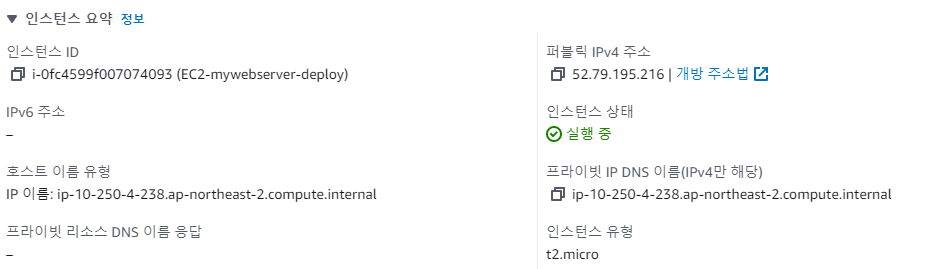 ▼ 인스턴스 요약 정보
인스턴스 ID
i-0fc4599f007074093 (EC2-mywebserver-deploy)
퍼블릭 IPv4 주소
52.79.195.216 | 개방 주소법
IPv6 주소
–
인스턴스 상태
실행 중
호스트 이름 유형
IP 이름: ip-10-250-4-238.ap-northeast-2.compute.internal
프라이빗 IP DNS 이름(IPv4만 해당)
ip-10-250-4-238.ap-northeast-2.compute.internal
프라이빗 리소스 DNS 이름 응답
–
인스턴스 유형
t2.micro